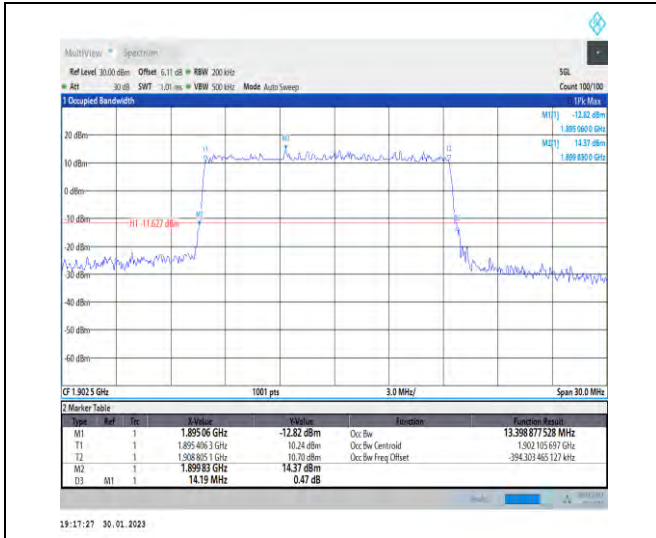 MultiView Spectrum
Ref Level 30.00 dBm Offset 6.11 dB RBW 200 kHz SGL
Att 30 dB SWT 1.01 ms VBW 500 kHz Mode Auto Sweep Count 100/100
1 Occupied Bandwidth 1Pk Max
M1[1] -12.82 dBm
1.895 060 0 GHz
M2[1] 14.37 dBm
1.899 830 0 GHz
20 dBm
M2
T1 T2
10 dBm
0 dBm
-10 dBm
H1 -11.627 dBm
M1
-20 dBm
-30 dBm
-40 dBm
-50 dBm
-60 dBm
CF 1.902 5 GHz 1001 pts 3.0 MHz/ Span 30.0 MHz
2 Marker Table
Type Ref Trc X-Value Y-Value Function Function Result
M1 1 1.895 06 GHz -12.82 dBm Occ Bw 13.398 877 528 MHz
T1 1 1.895 406 3 GHz 10.24 dBm Occ Bw Centroid 1.902 105 697 GHz
T2 1 1.908 805 1 GHz 10.70 dBm Occ Bw Freq Offset -394.303 465 127 kHz
M2 1 1.899 83 GHz 14.37 dBm
D3 M1 1 14.19 MHz 0.47 dB
19:17:27 30.01.2023